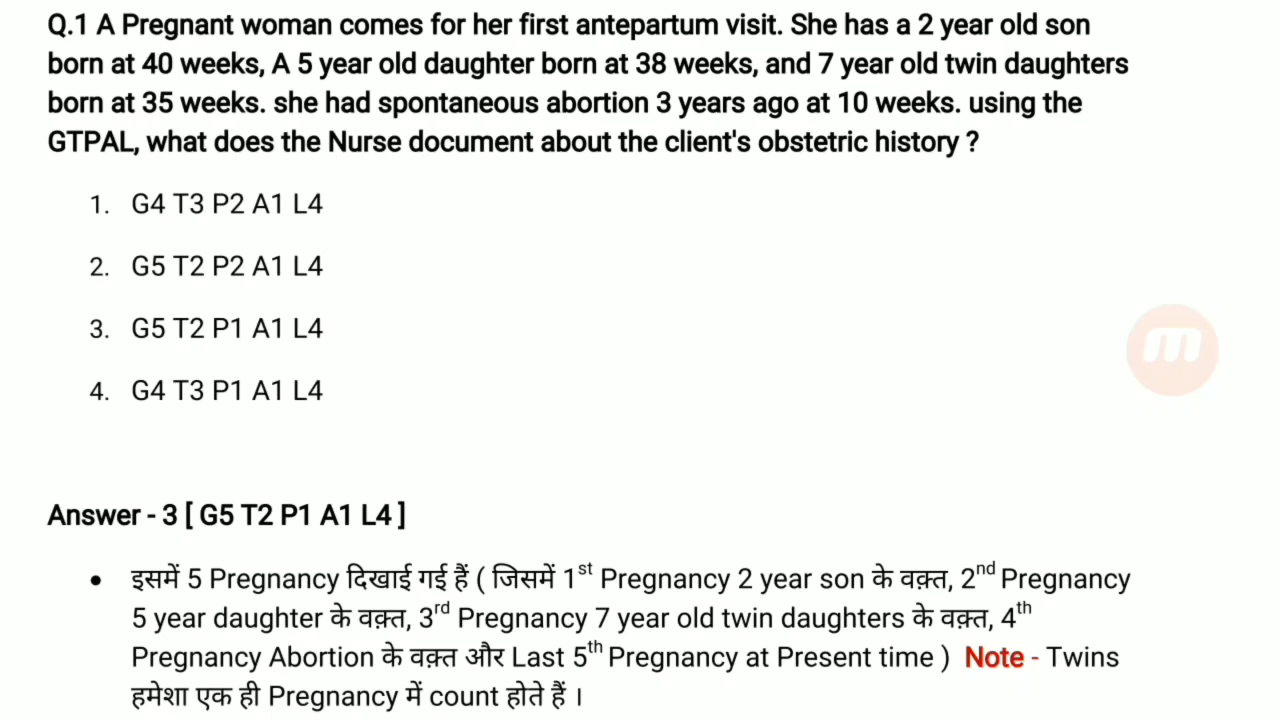 Q.1 A Pregnant woman comes for her first antepartum visit. She has a 2 year old son
born at 40 weeks, A 5 year old daughter born at 38 weeks, and 7 year old twin daughters
born at 35 weeks. she had spontaneous abortion 3 years ago at 10 weeks. using the
GTPAL, what does the Nurse document about the client's obstetric history ?
1. G4 T3 P2 A1 L4
2. G5 T2 P2 A1 L4
3. G5 T2 P1 A1 L4
4. G4 T3 P1 A1 L4
Answer - 3 [ G5 T2 P1 A1 L4 ]
• इसमें 5 Pregnancy दिखाई गई हैं ( जिसमें 1st Pregnancy 2 year son के वक़्त, 2nd Pregnancy
5 year daughter के वक़्त, 3rd Pregnancy 7 year old twin daughters के वक़्त, 4th
Pregnancy Abortion के वक़्त और Last 5th Pregnancy at Present time ) Note - Twins
हमेशा एक ही Pregnancy में count होते हैं ।